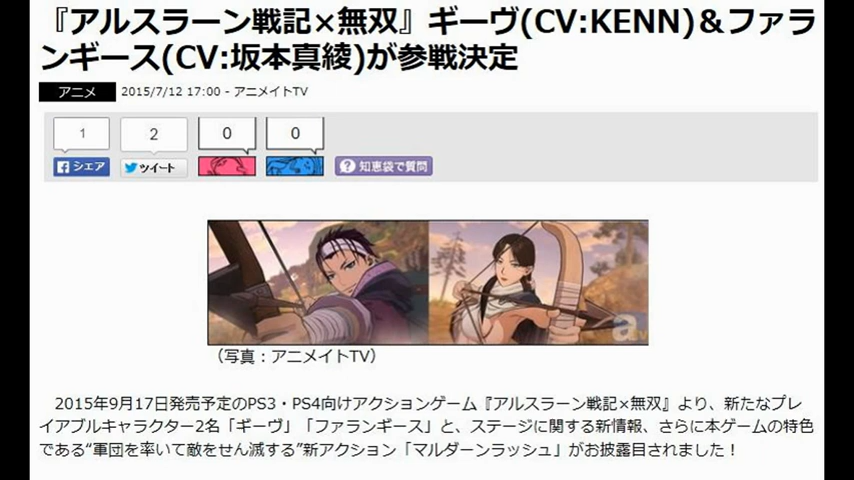 『アルスラーン戦記×無双』ギーヴ(CV:KENN)＆ファラ
ンギース(CV:坂本真綾)が参戦決定
アニメ 2015/7/12 17:00 - アニメイトTV
1 2 0 0
シェア ツイート 知恵袋で質問
（写真：アニメイトTV）
2015年9月17日発売予定のPS3・PS4向けアクションゲーム『アルスラーン戦記×無双』より、新たなプレ
イアブルキャラクター2名「ギーヴ」「ファランギース」と、ステージに関する新情報、さらに本ゲームの特色
である“軍団を率いて敵をせん滅する”新アクション「マルダーンラッシュ」がお披露目されました！